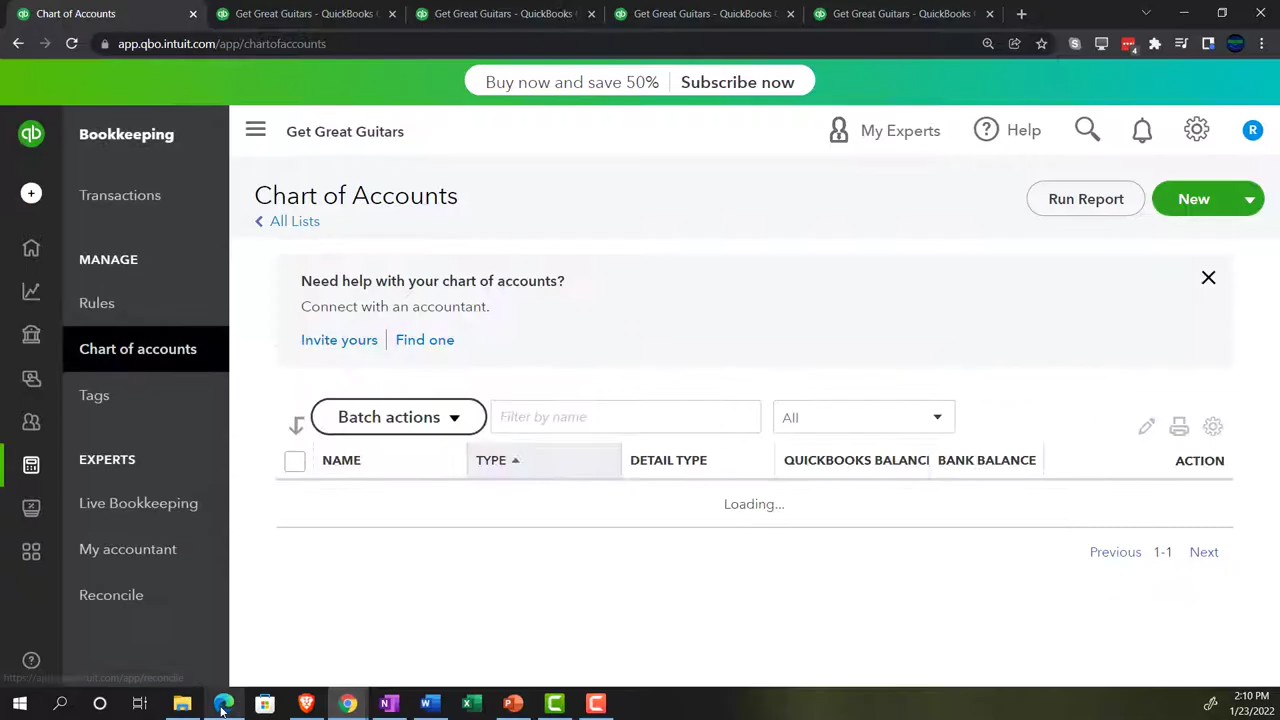 Chart of Accounts
Get Great Guitars - QuickBooks
Get Great Guitars - QuickBooks
Get Great Guitars - QuickBooks
Get Great Guitars - QuickBooks
app.qbo.intuit.com/app/chartofaccounts
4
Buy now and save 50% Subscribe now
qb Bookkeeping
Get Great Guitars
My Experts
Help
R
Transactions
Chart of Accounts
All Lists
Run Report
New
MANAGE
Rules
Chart of accounts
Tags
Need help with your chart of accounts?
Connect with an accountant.
Invite yours
Find one
Batch actions
Filter by name
All
EXPERTS
Live Bookkeeping
My accountant
Reconcile
NAME TYPE DETAIL TYPE QUICKBOOKS BALANC BANK BALANCE ACTION
Loading...
Previous 1-1 Next
2:10 PM
1/23/2022